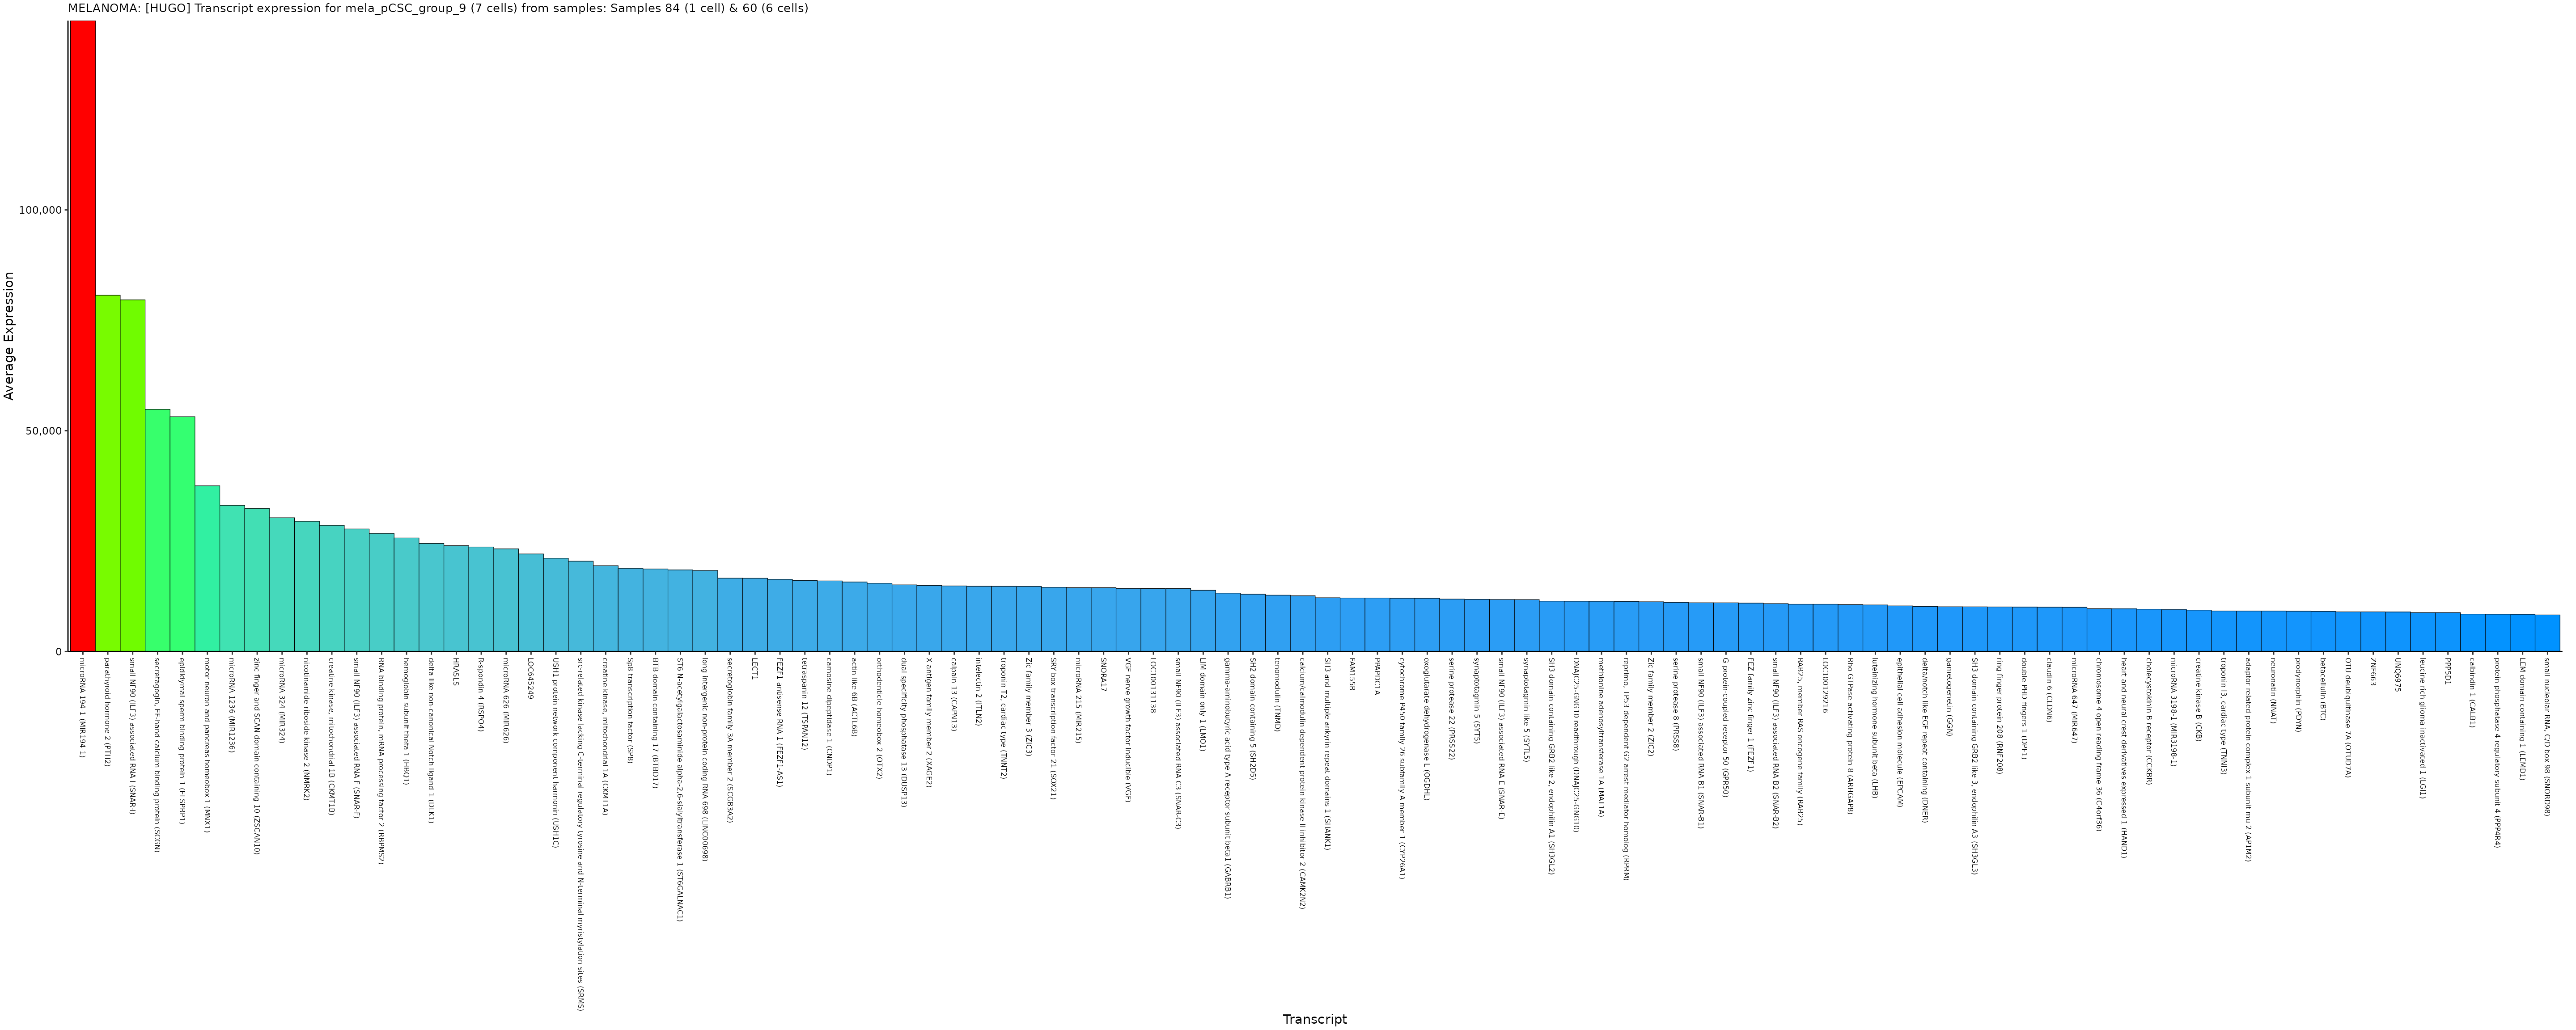 MELANOMA: [HUGO] Transcript expression for mela_pCSC_group_9 (7 cells) from samples: Samples 84 (1 cell) & 60 (6 cells)
Average Expression
100,000
50,000
0
microRNA 194-1 (MIR194-1)
parathyroid hormone 2 (PTH2)
small NF90 (ILF3) associated RNA I (SNAR-I)
secretagogin, EF-hand calcium binding protein (SCGN)
epididymal sperm binding protein 1 (ELSPBP1)
motor neuron and pancreas homeobox 1 (MNX1)
microRNA 1236 (MIR1236)
zinc finger and SCAN domain containing 10 (ZSCAN10)
microRNA 324 (MIR324)
nicotinamide riboside kinase 2 (NMRK2)
creatine kinase, mitochondrial 1B (CKMT1B)
small NF90 (ILF3) associated RNA F (SNAR-F)
RNA binding protein, mRNA processing factor 2 (RBPMS2)
hemoglobin subunit theta 1 (HBQ1)
delta like non-canonical Notch ligand 1 (DLK1)
HRASLS
R-spondin 4 (RSPO4)
microRNA 626 (MIR626)
LOC645249
USH1 protein network component harmonin (USH1C)
src-related kinase lacking C-terminal regulatory tyrosine and N-terminal myristylation sites (SRMS)
creatine kinase, mitochondrial 1A (CKMT1A)
Sp8 transcription factor (SP8)
BTB domain containing 17 (BTBD17)
ST6 N-acetylgalactosaminide alpha-2,6-sialyltransferase 1 (ST6GALNAC1)
long intergenic non-protein coding RNA 698 (LINC00698)
secretoglobin family 3A member 2 (SCGB3A2)
LECT1
FEZF1 antisense RNA 1 (FEZF1-AS1)
tetraspanin 12 (TSPAN12)
carnosine dipeptidase 1 (CNDP1)
actin like 6B (ACTL6B)
orthodenticle homeobox 2 (OTX2)
dual specificity phosphatase 13 (DUSP13)
X antigen family member 2 (XAGE2)
calpain 13 (CAPN13)
intelectin 2 (ITLN2)
troponin T2, cardiac type (TNNT2)
Zic family member 3 (ZIC3)
SRY-box transcription factor 21 (SOX21)
microRNA 215 (MIR215)
SNORA17
VGF nerve growth factor inducible (VGF)
LOC100131138
small NF90 (ILF3) associated RNA C3 (SNAR-C3)
LIM domain only 1 (LMO1)
gamma-aminobutyric acid type A receptor subunit beta1 (GABRB1)
SH2 domain containing 5 (SH2D5)
tenomodulin (TNMD)
calcium/calmodulin dependent protein kinase II inhibitor 2 (CAMK2N2)
SH3 and multiple ankyrin repeat domains 1 (SHANK1)
FAM155B
PPAPDC1A
cytochrome P450 family 26 subfamily A member 1 (CYP26A1)
oxoglutarate dehydrogenase L (OGDHL)
serine protease 22 (PRSS22)
synaptotagmin 5 (SYT5)
small NF90 (ILF3) associated RNA E (SNAR-E)
synaptotagmin like 5 (SYTL5)
SH3 domain containing GRB2 like 2, endophilin A1 (SH3GL2)
DNAJC25-GNG10 readthrough (DNAJC25-GNG10)
methionine adenosyltransferase 1A (MAT1A)
reprimo, TP53 dependent G2 arrest mediator homolog (RPRM)
Zic family member 2 (ZIC2)
serine protease 8 (PRSS8)
small NF90 (ILF3) associated RNA B1 (SNAR-B1)
G protein-coupled receptor 50 (GPR50)
FEZ family zinc finger 1 (FEZF1)
small NF90 (ILF3) associated RNA B2 (SNAR-B2)
RAB25, member RAS oncogene family (RAB25)
LOC100129216
Rho GTPase activating protein 8 (ARHGAP8)
luteinizing hormone subunit beta (LHB)
epithelial cell adhesion molecule (EPCAM)
delta/notch like EGF repeat containing (DNER)
gametogenetin (GGN)
SH3 domain containing GRB2 like 3, endophilin A3 (SH3GL3)
ring finger protein 208 (RNF208)
double PHD fingers 1 (DPF1)
claudin 6 (CLDN6)
microRNA 647 (MIR647)
chromosome 4 open reading frame 36 (C4orf36)
heart and neural crest derivatives expressed 1 (HAND1)
cholecystokinin B receptor (CCKBR)
microRNA 3198-1 (MIR3198-1)
creatine kinase B (CKB)
troponin I3, cardiac type (TNNI3)
adaptor related protein complex 1 subunit mu 2 (AP1M2)
neuronatin (NNAT)
prodynorphin (PDYN)
betacellulin (BTC)
OTU deubiquitinase 7A (OTUD7A)
ZNF663
UNQ6975
leucine rich glioma inactivated 1 (LGI1)
PPP5D1
calbindin 1 (CALB1)
protein phosphatase 4 regulatory subunit 4 (PPP4R4)
LEM domain containing 1 (LEMD1)
small nucleolar RNA, C/D box 98 (SNORD98)
Transcript